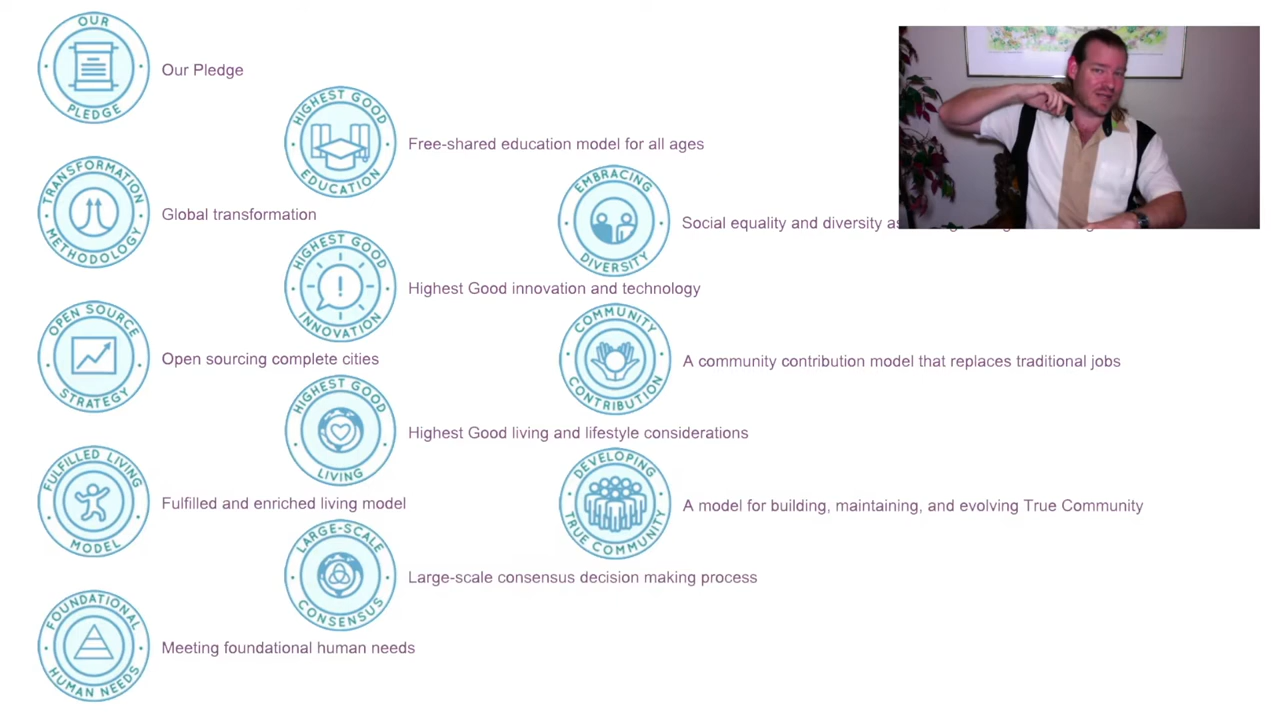 OUR
PLEDGE
Our Pledge
HIGHEST GOOD
EDUCATION
Free-shared education model for all ages
TRANSFORMATION
METHODOLOGY
Global transformation
EMBRACING
DIVERSITY
Social equality and diversity as
HIGHEST GOOD
INNOVATION
Highest Good innovation and technology
OPEN SOURCE
STRATEGY
Open sourcing complete cities
COMMUNITY
CONTRIBUTION
A community contribution model that replaces traditional jobs
HIGHEST GOOD
LIVING
Highest Good living and lifestyle considerations
FULFILLED LIVING
MODEL
Fulfilled and enriched living model
DEVELOPING
TRUE COMMUNITY
A model for building, maintaining, and evolving True Community
LARGE-SCALE
CONSENSUS
Large-scale consensus decision making process
FOUNDATIONAL
HUMAN NEEDS
Meeting foundational human needs